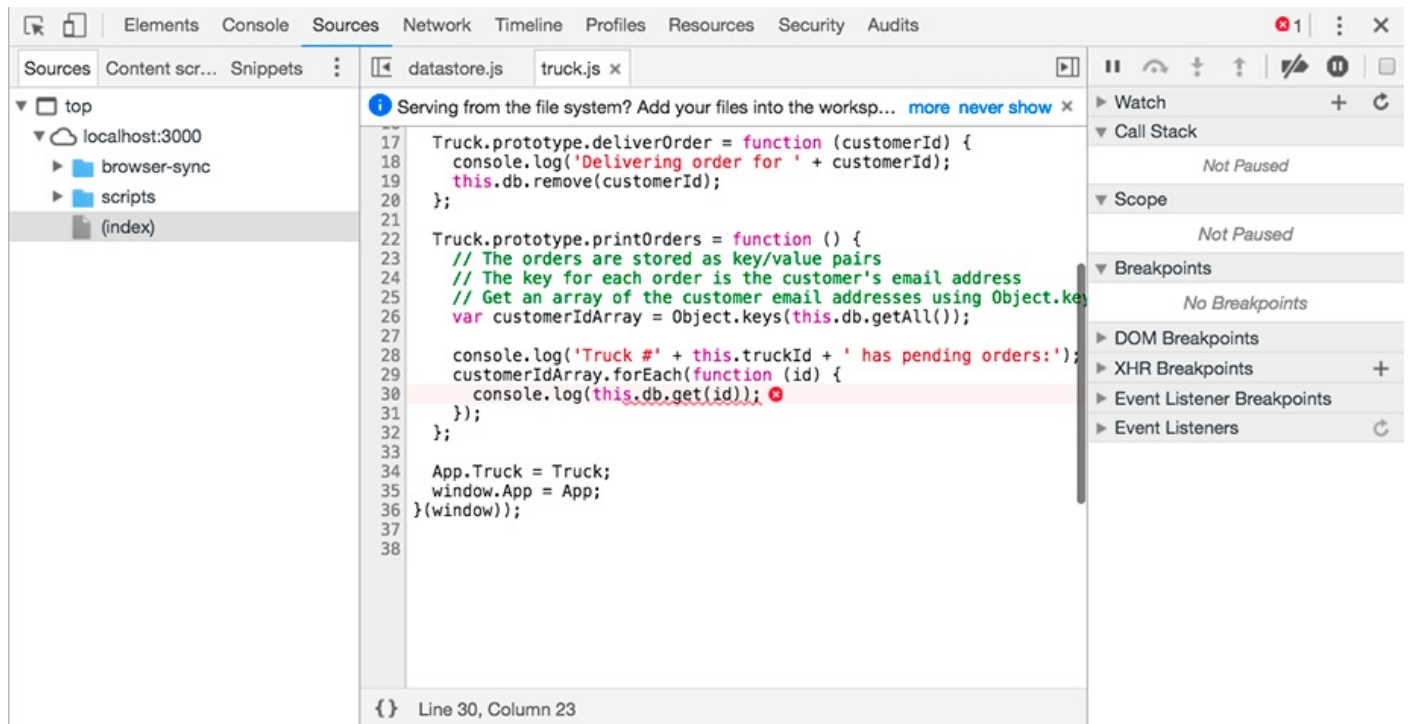 Elements Console Sources Network Timeline Profiles Resources Security Audits 1
Sources Content scr... Snippets
datastore.js truck.js ×
top
localhost:3000
browser-sync
scripts
(index)
Serving from the file system? Add your files into the worksp... more never show ×
17 Truck.prototype.deliverOrder = function (customerId) {
18 console.log('Delivering order for ' + customerId);
19 this.db.remove(customerId);
20 };
21
22 Truck.prototype.printOrders = function () {
23 // The orders are stored as key/value pairs
24 // The key for each order is the customer's email address
25 // Get an array of the customer email addresses using Object.key
26 var customerIdArray = Object.keys(this.db.getAll());
27
28 console.log('Truck #' + this.truckId + ' has pending orders:');
29 customerIdArray.forEach(function (id) {
30 console.log(this.db.get(id));
31 });
32 };
33
34 App.Truck = Truck;
35 window.App = App;
36 }(window));
37
38
{} Line 30, Column 23
Watch
Call Stack
Not Paused
Scope
Not Paused
Breakpoints
No Breakpoints
DOM Breakpoints
XHR Breakpoints
Event Listener Breakpoints
Event Listeners